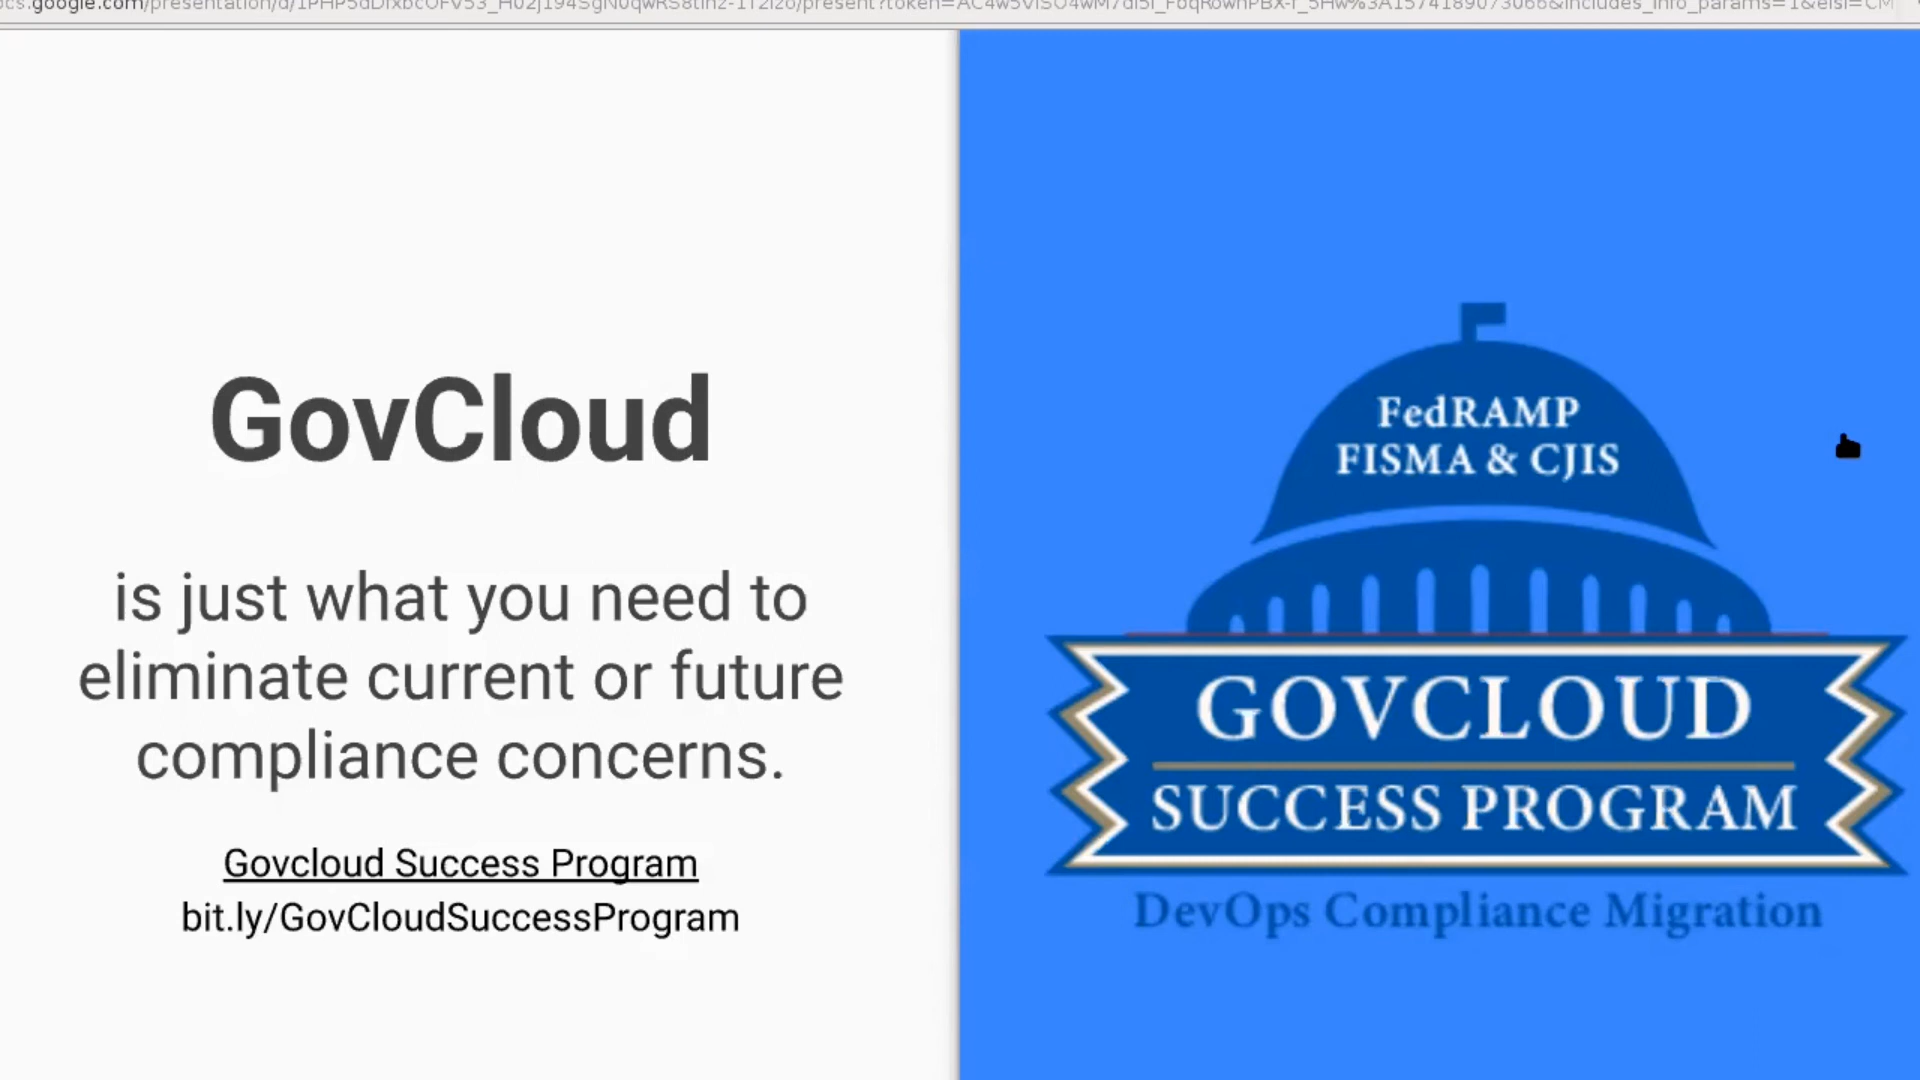 GovCloud
is just what you need to
eliminate current or future
compliance concerns.
Govcloud Success Program
bit.ly/GovCloudSuccessProgram
FedRAMP
FISMA & CJIS
GOVCLOUD
SUCCESS PROGRAM
DevOps Compliance Migration